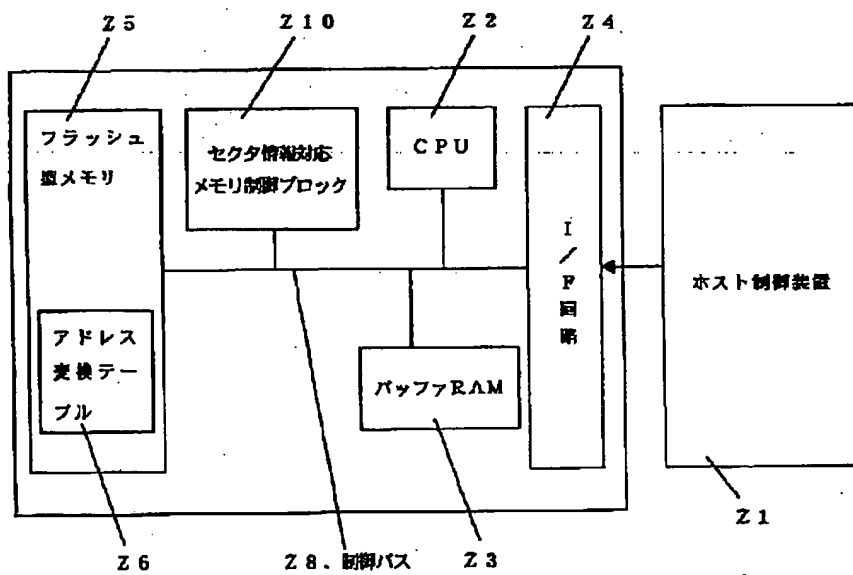 Z5
Z10
Z2
Z4
フラッシュ
型メモリ
セクタ情報対応
メモリ制御ブロック
CPU
I/F回路
ホスト制御装置
アドレス
変換テー
ブル
バッファRAM
Z6
Z8、制御バス
Z3
Z1